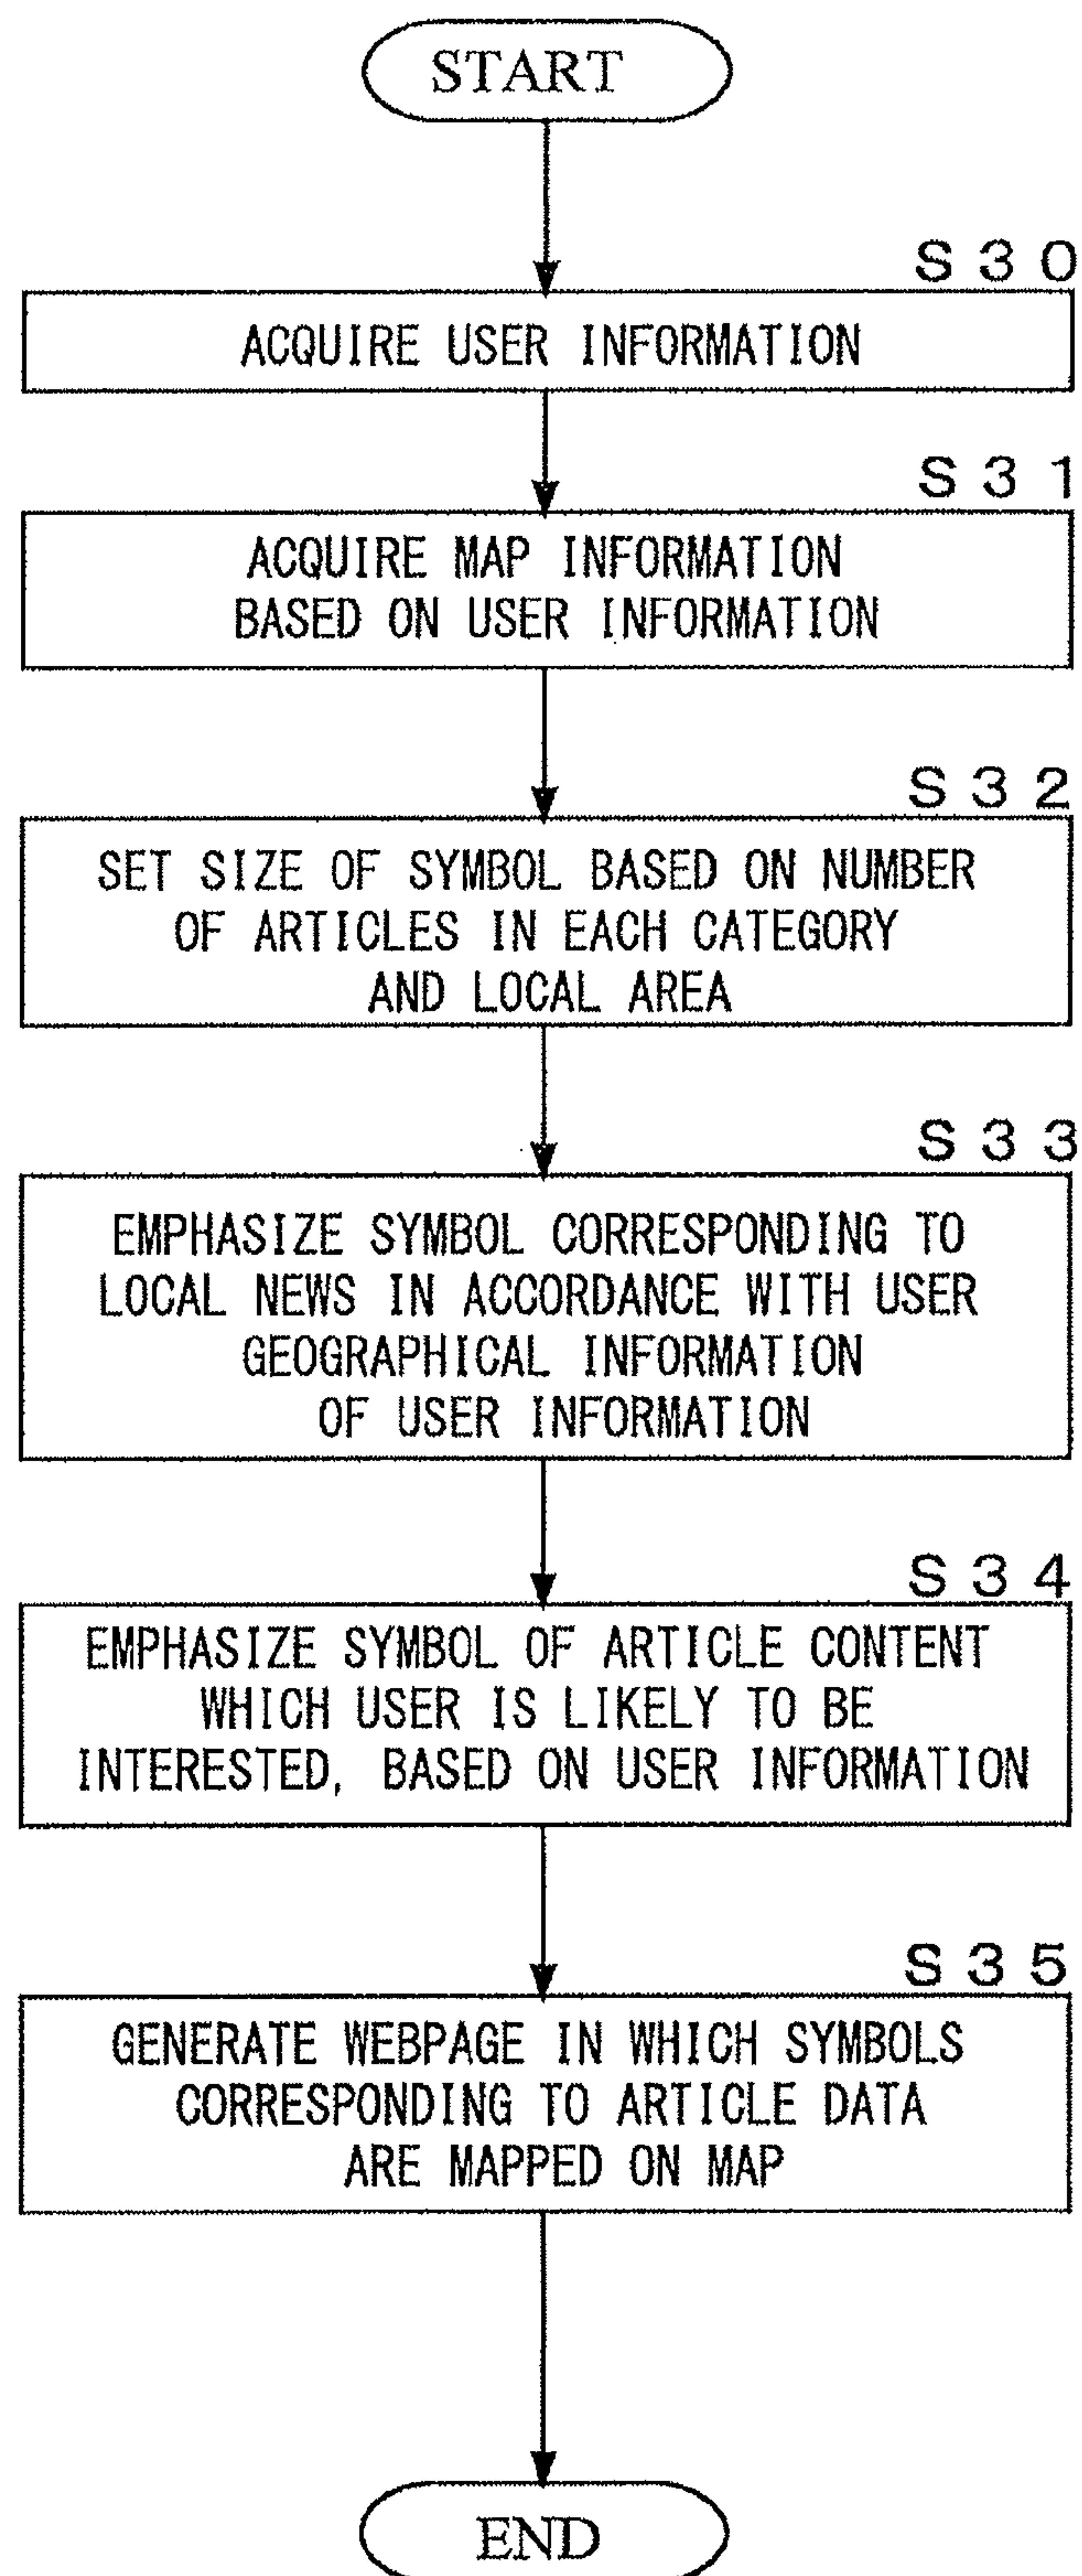 START
S30
ACQUIRE USER INFORMATION
S31
ACQUIRE MAP INFORMATION
BASED ON USER INFORMATION
S32
SET SIZE OF SYMBOL BASED ON NUMBER
OF ARTICLES IN EACH CATEGORY
AND LOCAL AREA
S33
EMPHASIZE SYMBOL CORRESPONDING TO
LOCAL NEWS IN ACCORDANCE WITH USER
GEOGRAPHICAL INFORMATION
OF USER INFORMATION
S34
EMPHASIZE SYMBOL OF ARTICLE CONTENT
WHICH USER IS LIKELY TO BE
INTERESTED, BASED ON USER INFORMATION
S35
GENERATE WEBPAGE IN WHICH SYMBOLS
CORRESPONDING TO ARTICLE DATA
ARE MAPPED ON MAP
END